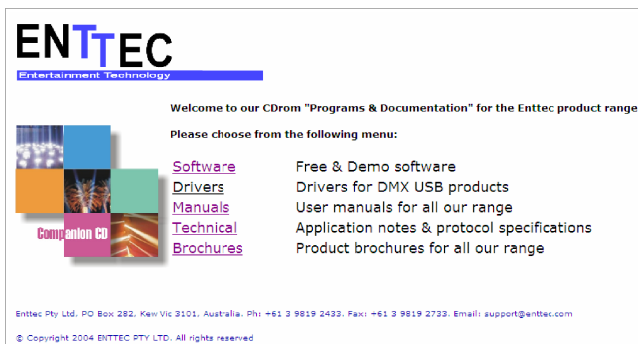 ENTTEC
Entertainment Technology
Welcome to our CDrom "Programs & Documentation" for the Enttec product range
Please choose from the following menu:
Software Free & Demo software
Drivers Drivers for DMX USB products
Manuals User manuals for all our range
Technical Application notes & protocol specifications
Brochures Product brochures for all our range
Companion CD
Enttec Pty Ltd. PO Box 282, Kew Vic 3101, Australia. Ph: +61 3 9819 2433. Fax: +61 3 9819 2733. Email: support@enttec.com
© Copyright 2004 ENTTEC PTY LTD. All rights reserved